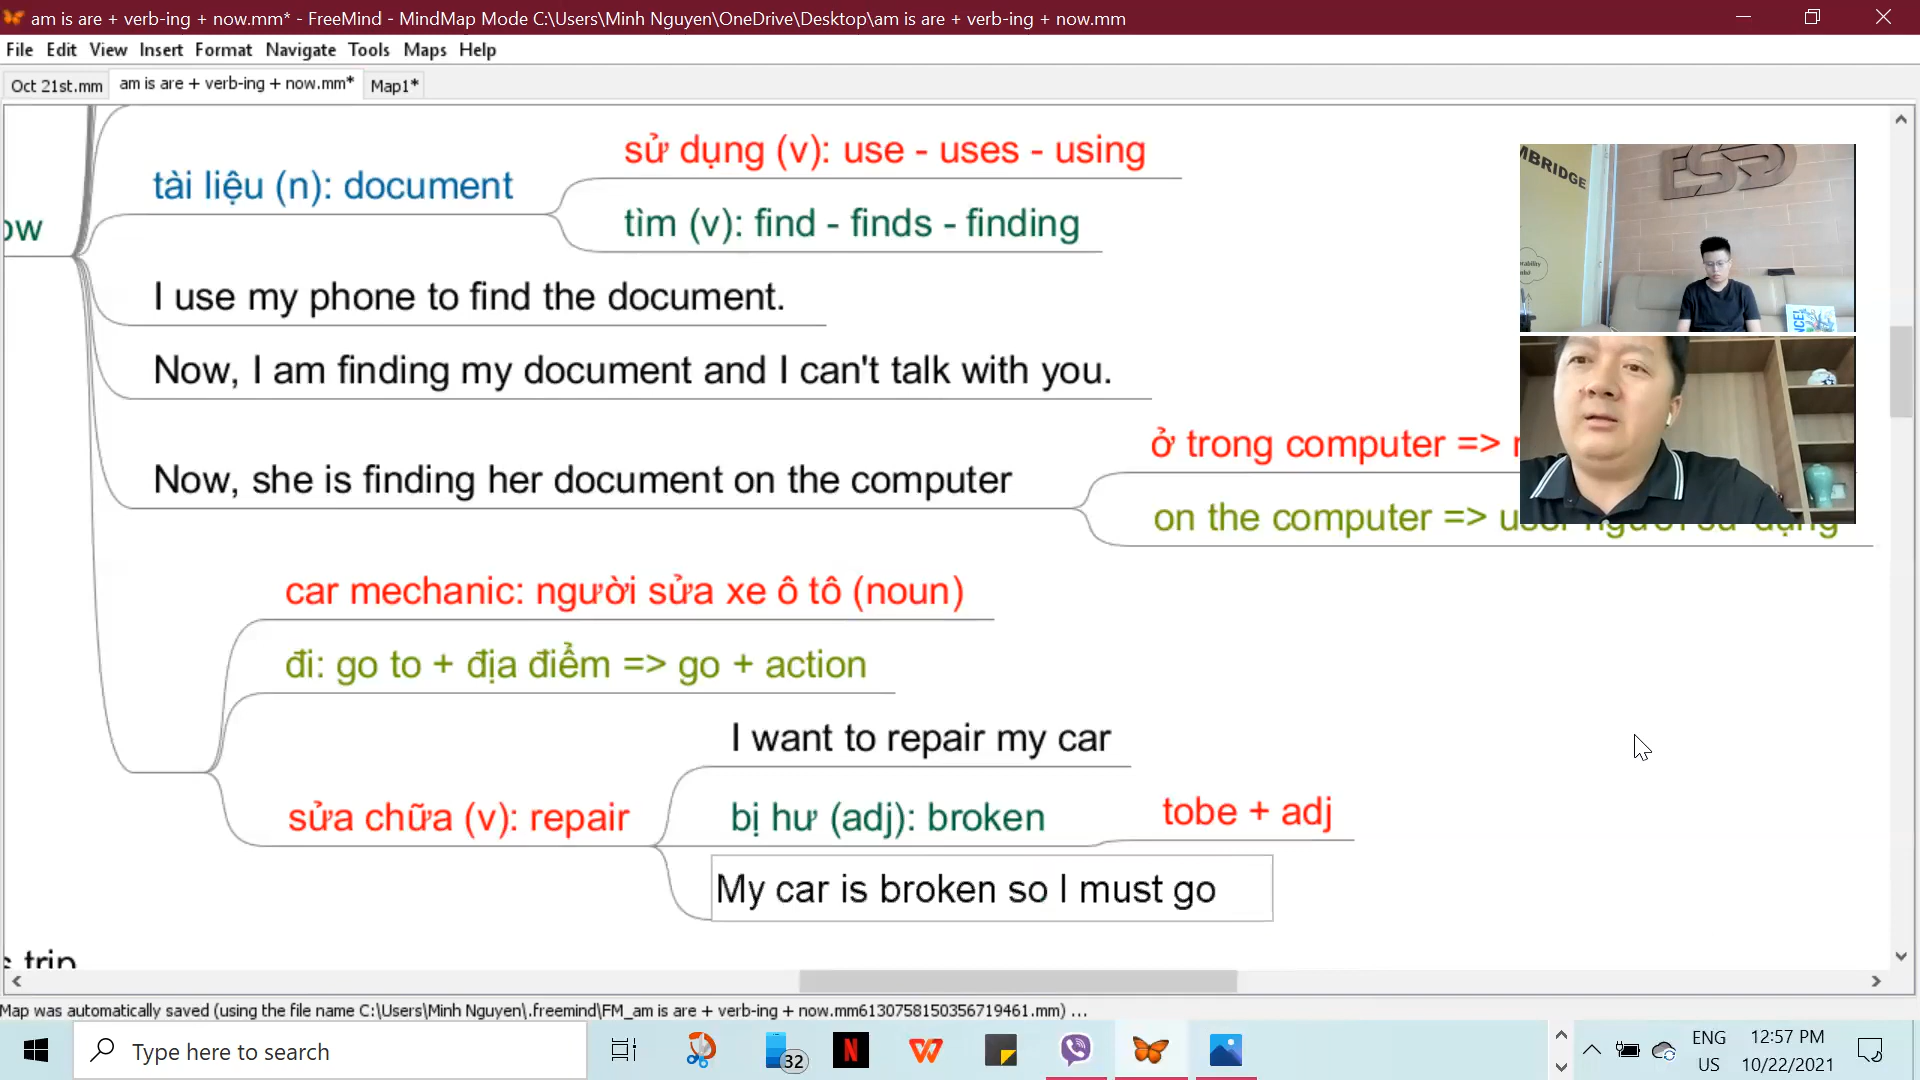 am is are + verb-ing + now.mm* - FreeMind - MindMap Mode C:\Users\Minh Nguyen\OneDrive\Desktop\am is are + verb-ing + now.mm
File Edit View Insert Format Navigate Tools Maps Help
Oct 21st.mm am is are + verb-ing + now.mm* Map1*
sử dụng (v): use - uses - using
tài liệu (n): document
tìm (v): find - finds - finding
ow
I use my phone to find the document.
Now, I am finding my document and I can't talk with you.
ở trong computer =>
Now, she is finding her document on the computer
on the computer => user người sử dụng
car mechanic: người sửa xe ô tô (noun)
đi: go to + địa điểm => go + action
I want to repair my car
sửa chữa (v): repair
bị hư (adj): broken
tobe + adj
My car is broken so I must go
s trip
MBRIDGE
ESG
Map was automatically saved (using the file name C:\Users\Minh Nguyen\.freemind\FM_am is are + verb-ing + now.mm6130758150356719461.mm) ...
Type here to search
32
N
W
ENG
US
12:57 PM
10/22/2021